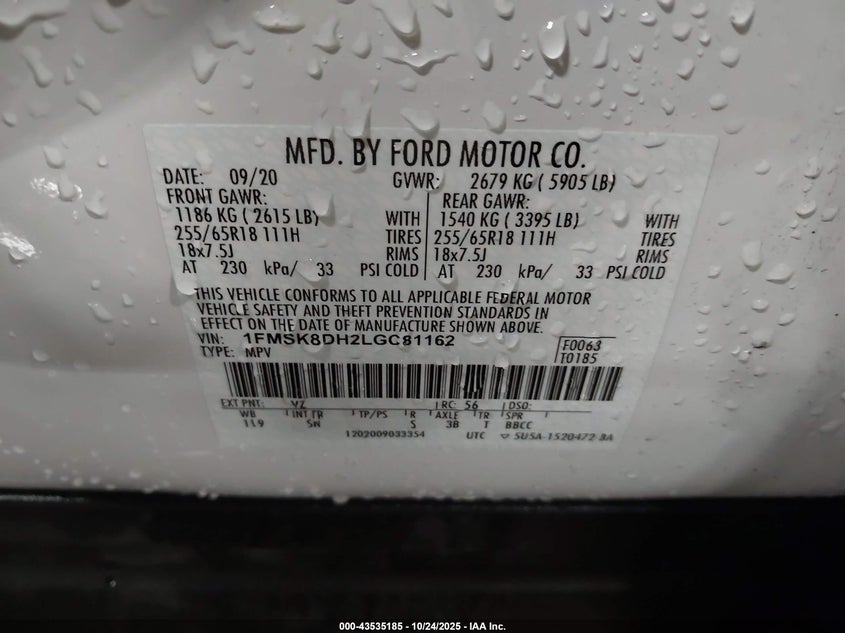 MFD. BY FORD MOTOR CO.
DATE: 09/20 GVWR: 2679 KG ( 5905 LB)
FRONT GAWR: REAR GAWR:
1186 KG ( 2615 LB) WITH 1540 KG ( 3395 LB) WITH
255/65R18 111H TIRES 255/65R18 111H TIRES
18x7.5J RIMS 18x7.5J RIMS
AT 230 kPa/ 33 PSI COLD AT 230 kPa/ 33 PSI COLD
THIS VEHICLE CONFORMS TO ALL APPLICABLE FEDERAL MOTOR
VEHICLE SAFETY AND THEFT PREVENTION STANDARDS IN
EFFECT ON THE DATE OF MANUFACTURE SHOWN ABOVE.
VIN: 1FMSK8DH2LGC81162 F0063
TYPE: MPV T0185
EXT PNT: YZ RC: 56 DSO:
WB INT TR TP/PS R AXLE TR SPR
119 SN S 3B T BBCC
1202009033354 UTC ▽ 5U5A-1520472-BA
000-43535185 - 10/24/2025 - IAA Inc.